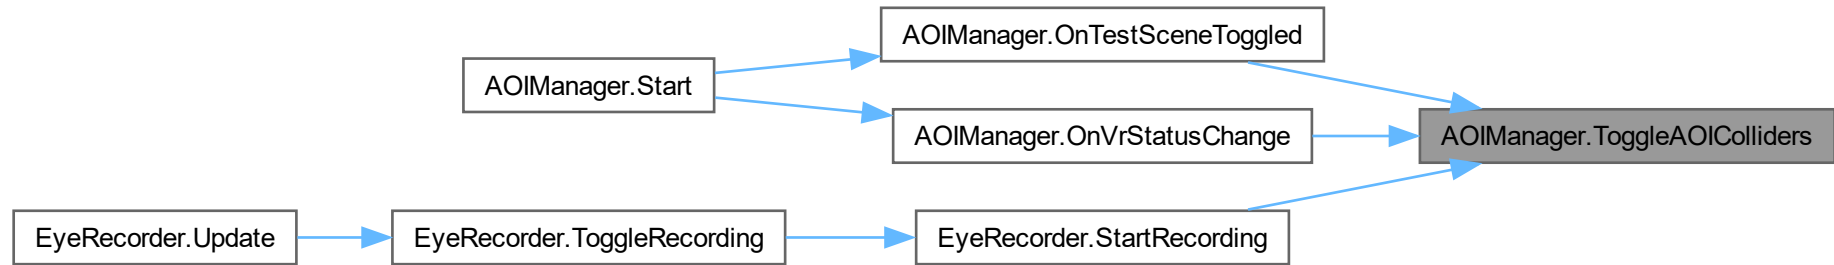 AOIManager.OnTestSceneToggled
AOIManager.Start
AOIManager.OnVrStatusChange
AOIManager.ToggleAOIColliders
EyeRecorder.Update
EyeRecorder.ToggleRecording
EyeRecorder.StartRecording